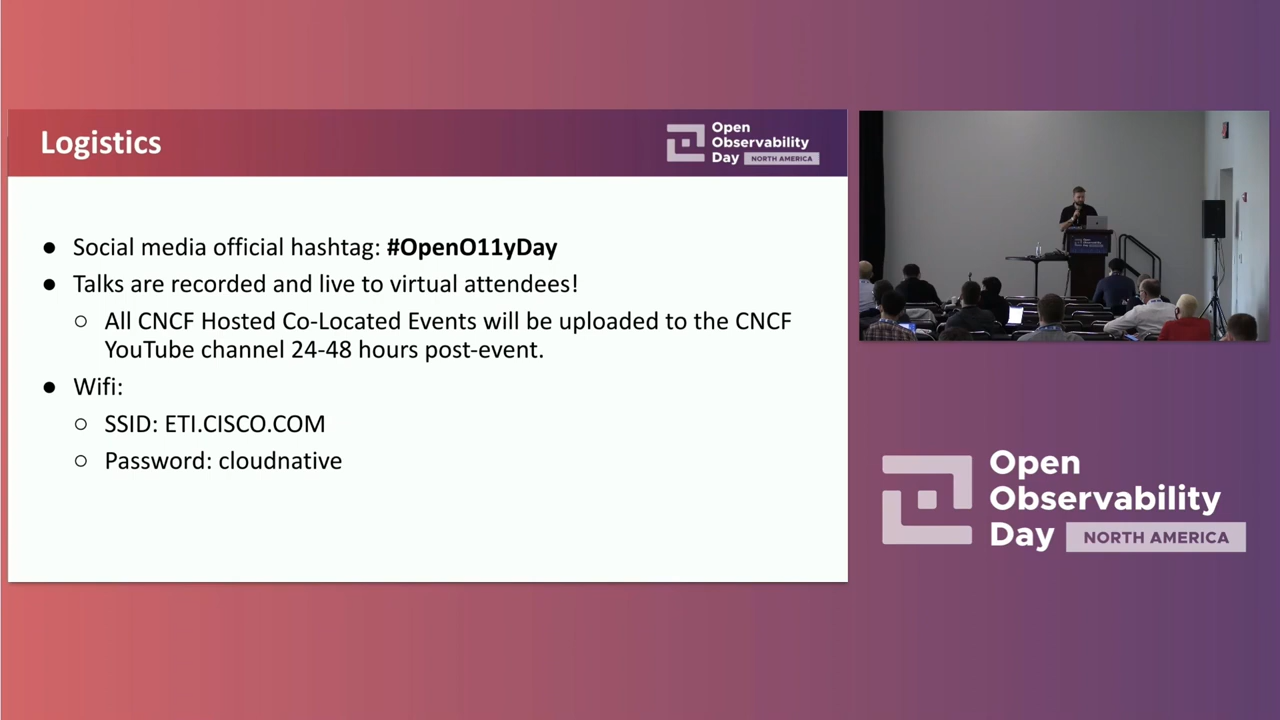 Logistics
Open
Observability
Day NORTH AMERICA
● Social media official hashtag: #OpenO11yDay
● Talks are recorded and live to virtual attendees!
○ All CNCF Hosted Co-Located Events will be uploaded to the CNCF
YouTube channel 24-48 hours post-event.
● Wifi:
○ SSID: ETI.CISCO.COM
○ Password: cloudnative
Open
Observability
Day NORTH AMERICA